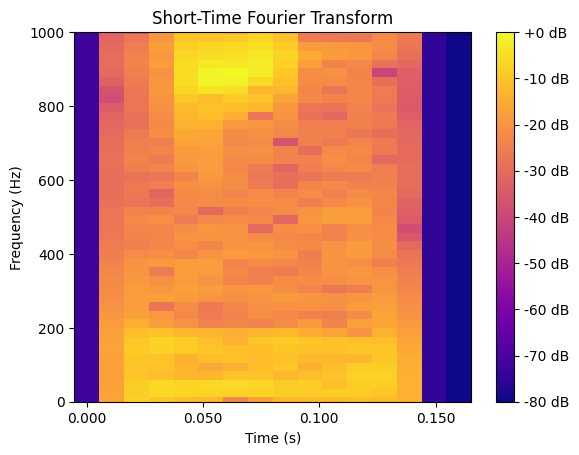 Short-Time Fourier Transform
1000
800
600
400
200
0
Frequency (Hz)
0.000
0.050
0.100
0.150
Time (s)
+0 dB
-10 dB
-20 dB
-30 dB
-40 dB
-50 dB
-60 dB
-70 dB
-80 dB